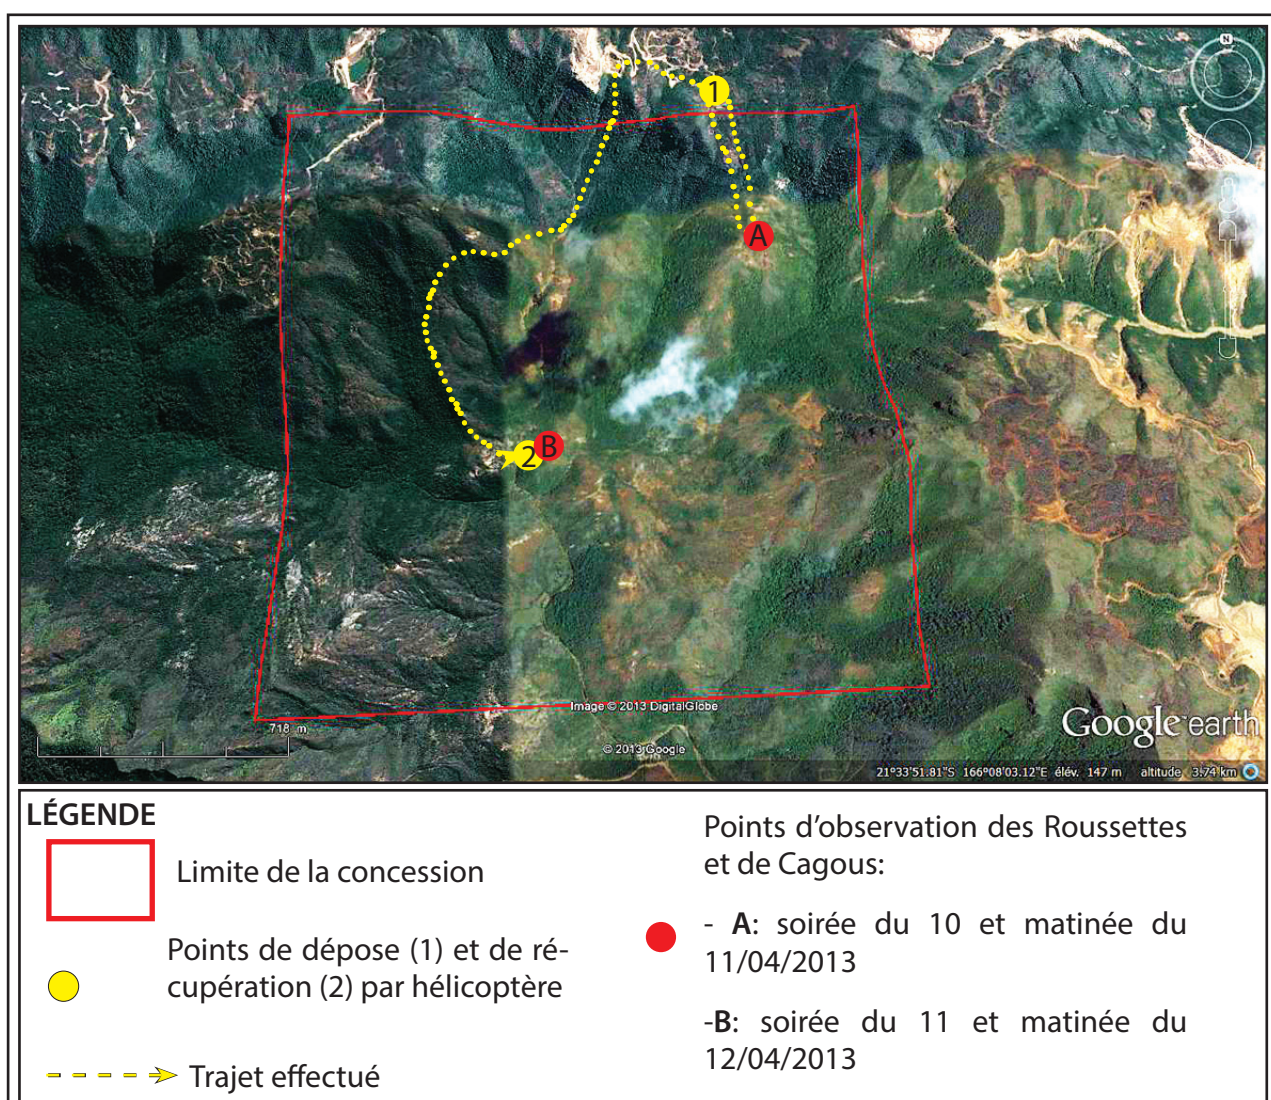 N
1
A
2
B
Image © 2013 DigitalGlobe
718 m
© 2013 Google
Google earth
21°33'51.81"S 166°08'03.12"E élév. 147 m altitude 3.74 km
LÉGENDE
Limite de la concession
Points de dépose (1) et de ré-
cupération (2) par hélicoptère
Trajet effectué
Points d'observation des Roussettes
et de Cagous:
- A: soirée du 10 et matinée du
11/04/2013
-B: soirée du 11 et matinée du
12/04/2013